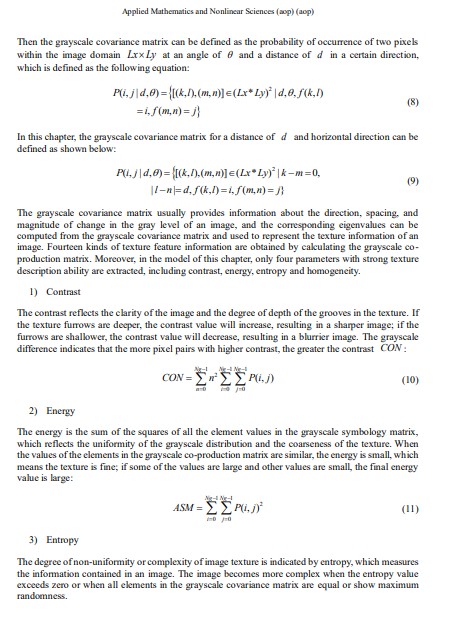 Applied Mathematics and Nonlinear Sciences (aop) (aop)
Then the grayscale covariance matrix can be defined as the probability of occurrence of two pixels
within the image domain Lx×Ly at an angle of θ and a distance of d in a certain direction,
which is defined as the following equation:
P(i, j | d,θ) = {[(k,l),(m,n)] ∈ (Lx * Ly)² | d,θ, f(k,l)
= i, f(m,n) = j}
(8)
In this chapter, the grayscale covariance matrix for a distance of d and horizontal direction can be
defined as shown below:
P(i, j | d,θ) = {[(k,l),(m,n)] ∈ (Lx * Ly)² | k − m = 0,
| l − n |= d, f(k,l) = i, f(m,n) = j}
(9)
The grayscale covariance matrix usually provides information about the direction, spacing, and
magnitude of change in the gray level of an image, and the corresponding eigenvalues can be
computed from the grayscale covariance matrix and used to represent the texture information of an
image. Fourteen kinds of texture feature information are obtained by calculating the grayscale co-
production matrix. Moreover, in the model of this chapter, only four parameters with strong texture
description ability are extracted, including contrast, energy, entropy and homogeneity.
1) Contrast
The contrast reflects the clarity of the image and the degree of depth of the grooves in the texture. If
the texture furrows are deeper, the contrast value will increase, resulting in a sharper image; if the
furrows are shallower, the contrast value will decrease, resulting in a blurrier image. The grayscale
difference indicates that the more pixel pairs with higher contrast, the greater the contrast CON :
CON = ∑_{n=0}^{Ng−1} n² ∑_{i=0}^{Ng−1} ∑_{j=0}^{Ng−1} P(i, j) (10)
2) Energy
The energy is the sum of the squares of all the element values in the grayscale symbology matrix,
which reflects the uniformity of the grayscale distribution and the coarseness of the texture. When
the values of the elements in the grayscale co-production matrix are similar, the energy is small, which
means the texture is fine; if some of the values are large and other values are small, the final energy
value is large:
ASM = ∑_{i=0}^{Ng−1} ∑_{j=0}^{Ng−1} P(i, j)² (11)
3) Entropy
The degree of non-uniformity or complexity of image texture is indicated by entropy, which measures
the information contained in an image. The image becomes more complex when the entropy value
exceeds zero or when all elements in the grayscale covariance matrix are equal or show maximum
randomness.